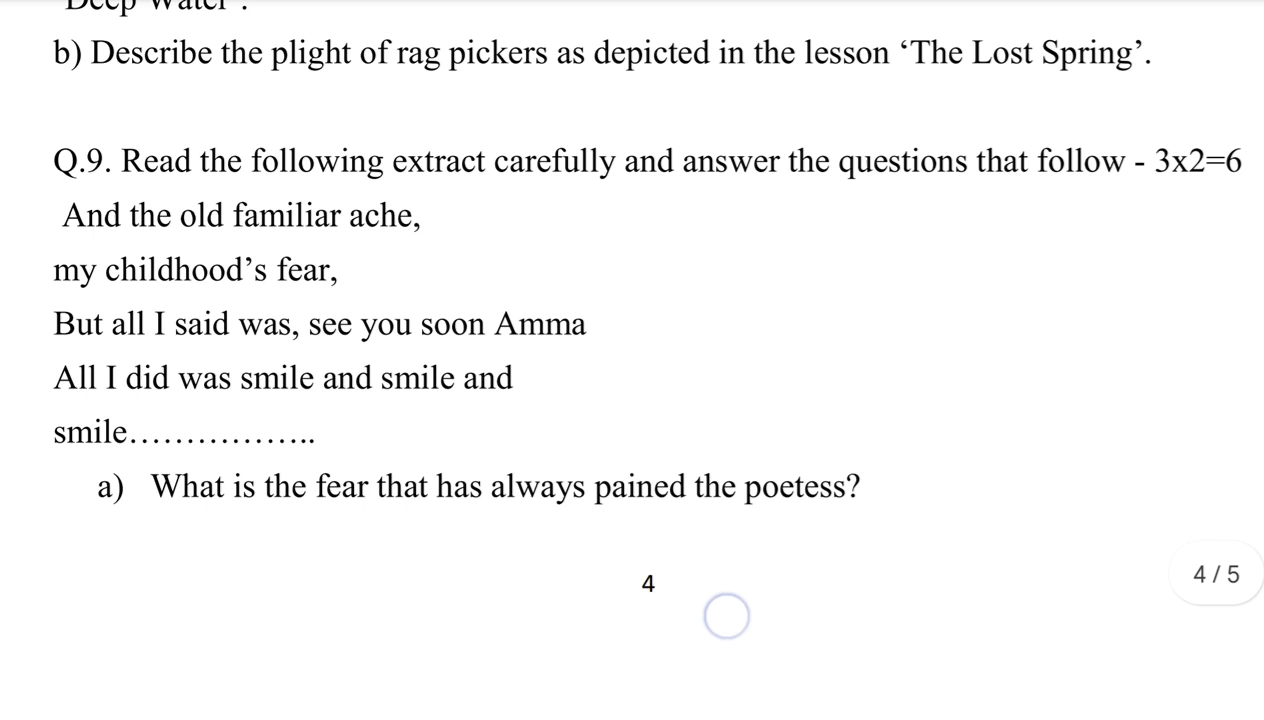 Deep Water'.
b) Describe the plight of rag pickers as depicted in the lesson ‘The Lost Spring’.
Q.9. Read the following extract carefully and answer the questions that follow - 3x2=6
And the old familiar ache,
my childhood’s fear,
But all I said was, see you soon Amma
All I did was smile and smile and
smile……………..
a) What is the fear that has always pained the poetess?
4
4 / 5